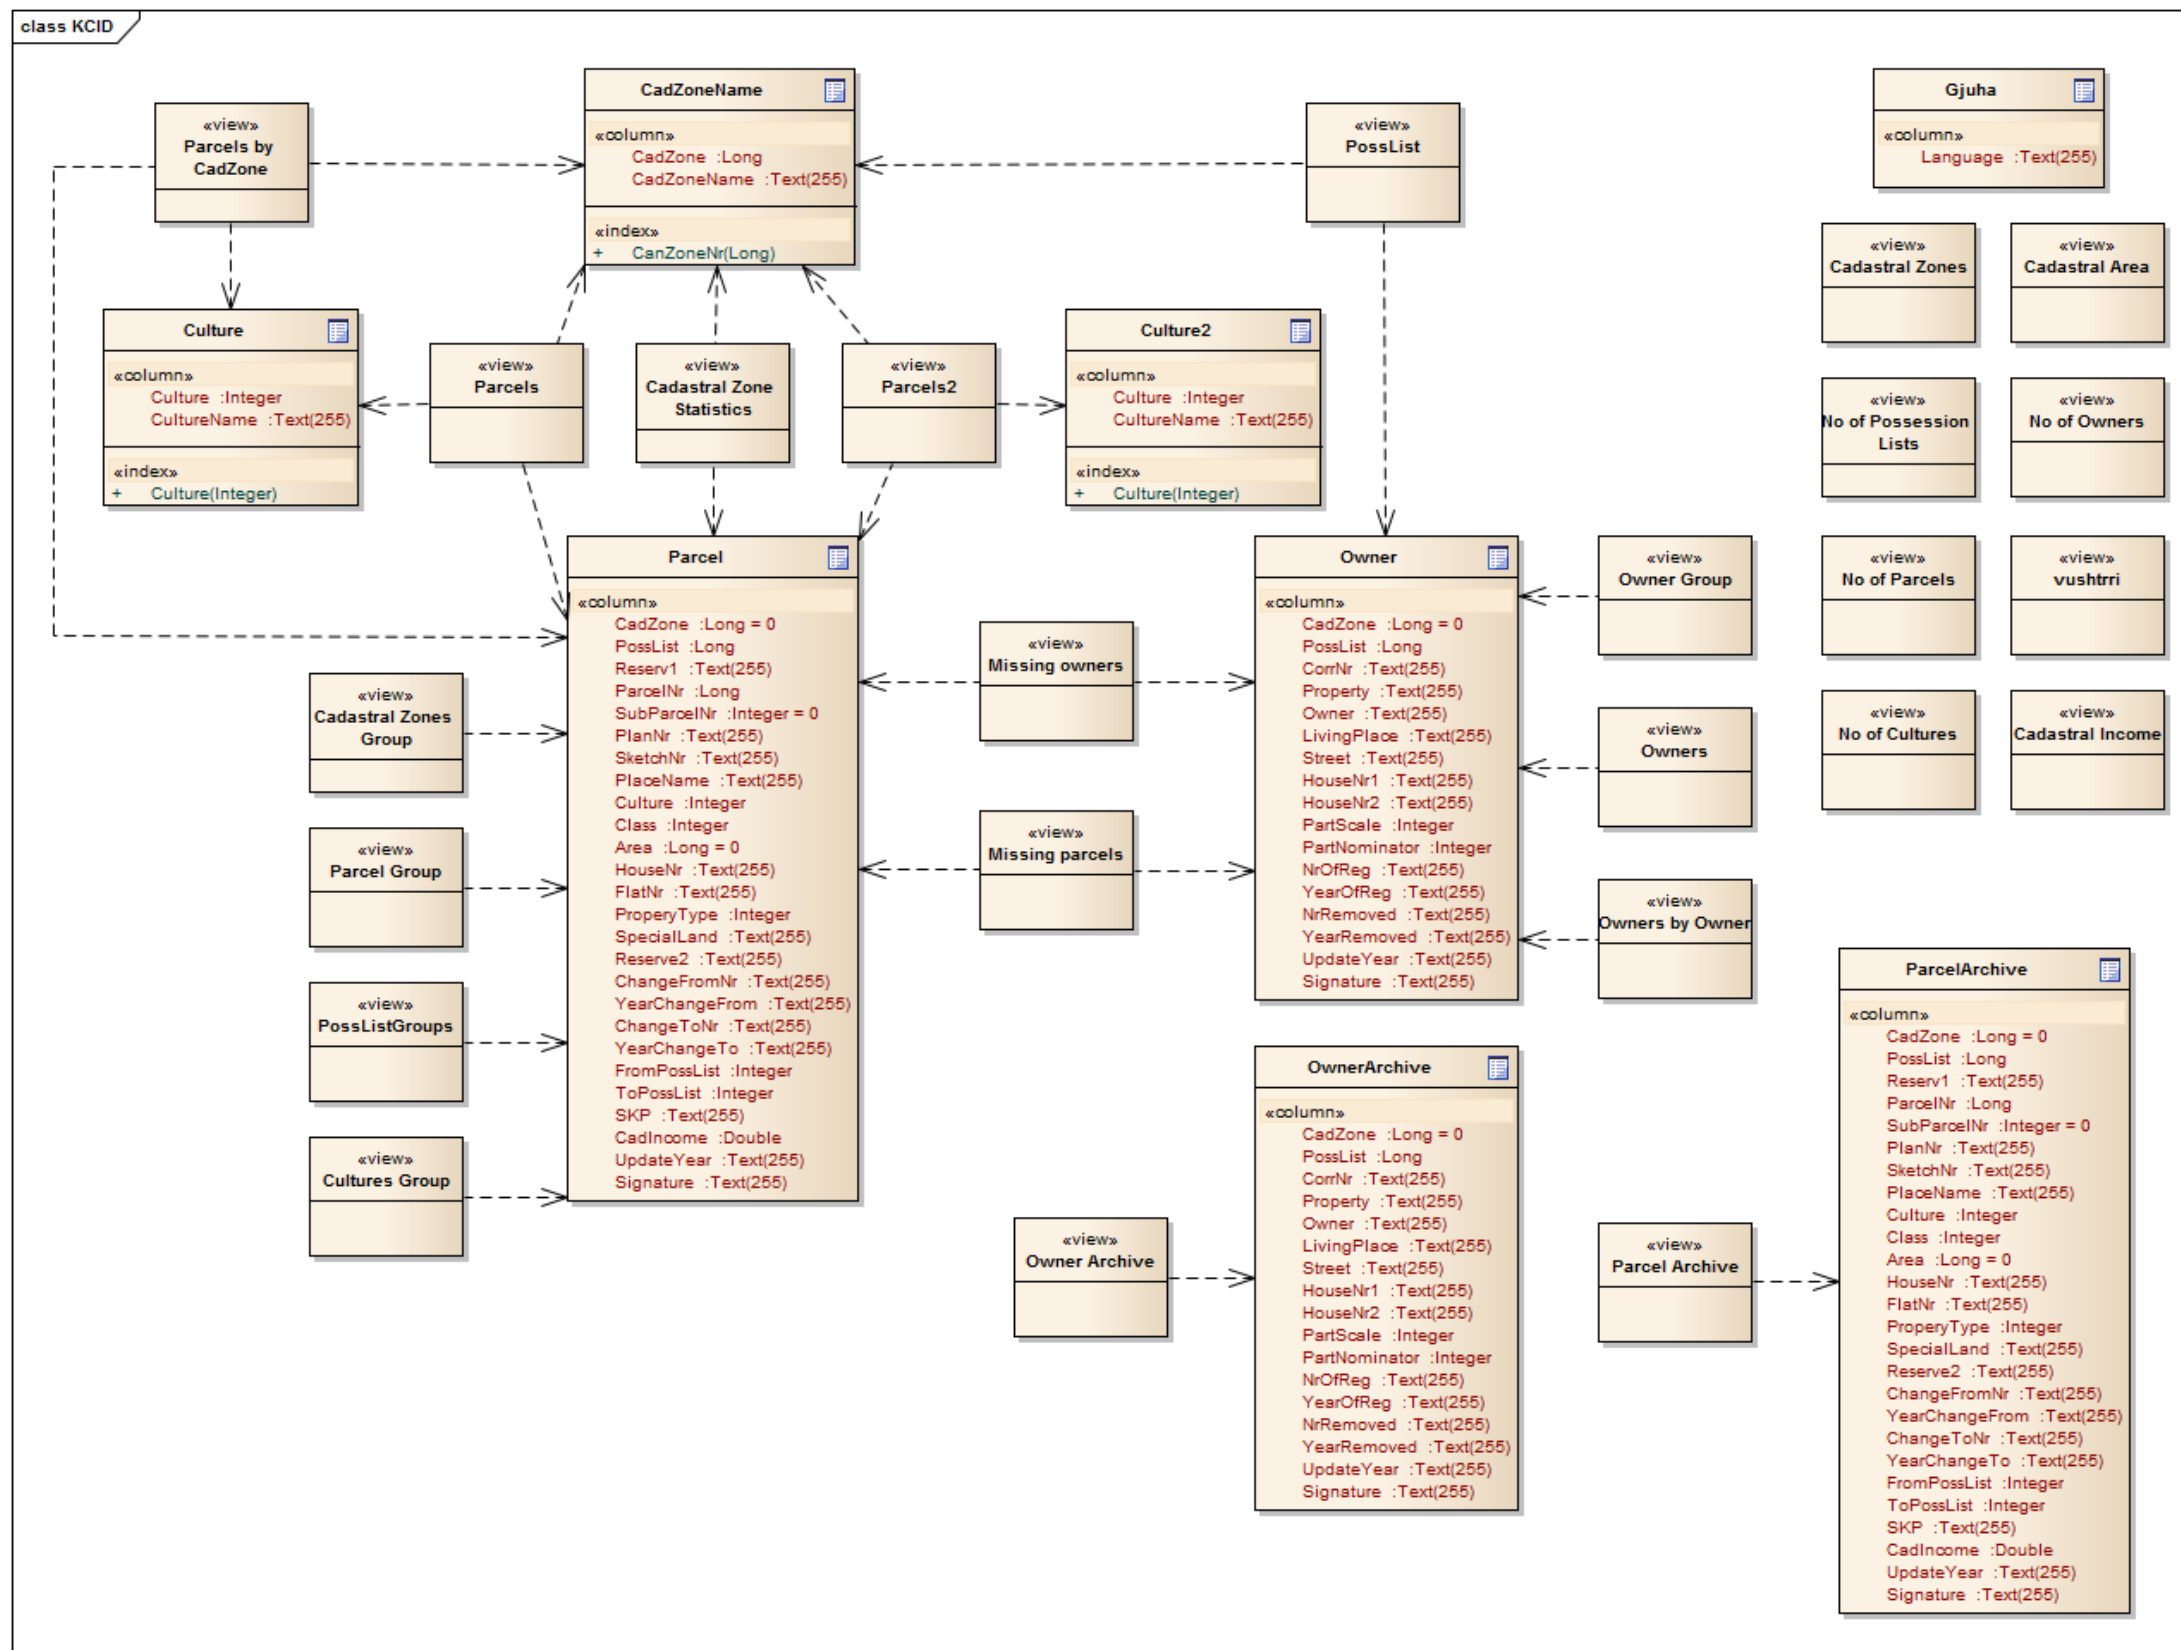 class KCID
«view»
Parcels by
CadZone
CadZoneName
«column»
CadZone :Long
CadZoneName :Text(255)
«index»
+ CanZoneNr(Long)
«view»
PossList
Gjuha
«column»
Language :Text(255)
«view»
Cadastral Zones
«view»
Cadastral Area
Culture
«column»
Culture :Integer
CultureName :Text(255)
«index»
+ Culture(Integer)
«view»
Parcels
«view»
Cadastral Zone
Statistics
«view»
Parcels2
Culture2
«column»
Culture :Integer
CultureName :Text(255)
«index»
+ Culture(Integer)
«view»
No of Possession
Lists
«view»
No of Owners
Parcel
«column»
CadZone :Long = 0
PossList :Long
Reserv1 :Text(255)
ParcelNr :Long
SubParcelNr :Integer = 0
PlanNr :Text(255)
SketchNr :Text(255)
PlaceName :Text(255)
Culture :Integer
Class :Integer
Area :Long = 0
HouseNr :Text(255)
FlatNr :Text(255)
ProperyType :Integer
SpecialLand :Text(255)
Reserve2 :Text(255)
ChangeFromNr :Text(255)
YearChangeFrom :Text(255)
ChangeToNr :Text(255)
YearChangeTo :Text(255)
FromPossList :Integer
ToPossList :Integer
SKP :Text(255)
CadIncome :Double
UpdateYear :Text(255)
Signature :Text(255)
Owner
«column»
CadZone :Long = 0
PossList :Long
CorrNr :Text(255)
Property :Text(255)
Owner :Text(255)
LivingPlace :Text(255)
Street :Text(255)
HouseNr1 :Text(255)
HouseNr2 :Text(255)
PartScale :Integer
PartNominator :Integer
NrOfReg :Text(255)
YearOfReg :Text(255)
NrRemoved :Text(255)
YearRemoved :Text(255)
UpdateYear :Text(255)
Signature :Text(255)
«view»
Owner Group
«view»
No of Parcels
«view»
vushtrri
«view»
Missing owners
«view»
Cadastral Zones
Group
«view»
Owners
«view»
No of Cultures
«view»
Cadastral Income
«view»
Parcel Group
«view»
Missing parcels
«view»
Owners by Owner
«view»
PossListGroups
«view»
Cultures Group
ParcelArchive
«column»
CadZone :Long = 0
PossList :Long
Reserv1 :Text(255)
ParcelNr :Long
SubParcelNr :Integer = 0
PlanNr :Text(255)
SketchNr :Text(255)
PlaceName :Text(255)
Culture :Integer
Class :Integer
Area :Long = 0
HouseNr :Text(255)
FlatNr :Text(255)
ProperyType :Integer
SpecialLand :Text(255)
Reserve2 :Text(255)
ChangeFromNr :Text(255)
YearChangeFrom :Text(255)
ChangeToNr :Text(255)
YearChangeTo :Text(255)
FromPossList :Integer
ToPossList :Integer
SKP :Text(255)
CadIncome :Double
UpdateYear :Text(255)
Signature :Text(255)
OwnerArchive
«column»
CadZone :Long = 0
PossList :Long
CorrNr :Text(255)
Property :Text(255)
Owner :Text(255)
LivingPlace :Text(255)
Street :Text(255)
HouseNr1 :Text(255)
HouseNr2 :Text(255)
PartScale :Integer
PartNominator :Integer
NrOfReg :Text(255)
YearOfReg :Text(255)
NrRemoved :Text(255)
YearRemoved :Text(255)
UpdateYear :Text(255)
Signature :Text(255)
«view»
Owner Archive
«view»
Parcel Archive